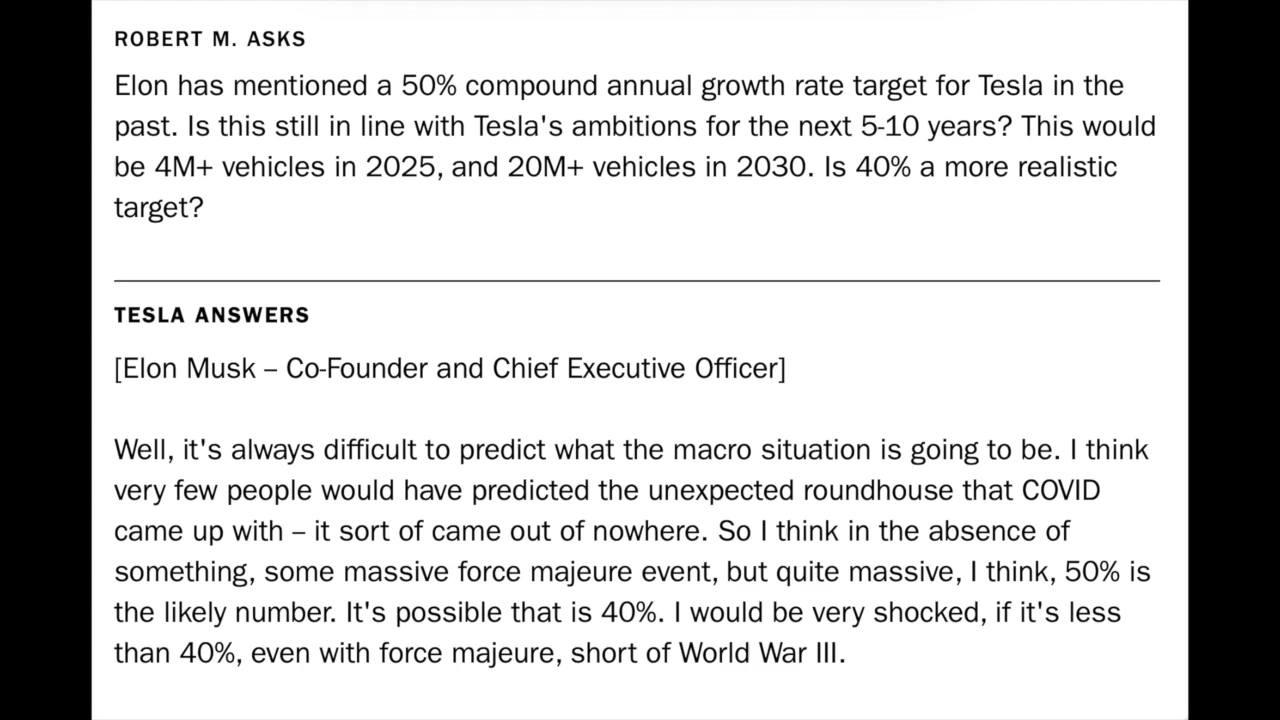 ROBERT M. ASKS
Elon has mentioned a 50% compound annual growth rate target for Tesla in the
past. Is this still in line with Tesla's ambitions for the next 5-10 years? This would
be 4M+ vehicles in 2025, and 20M+ vehicles in 2030. Is 40% a more realistic
target?
TESLA ANSWERS
[Elon Musk – Co-Founder and Chief Executive Officer]
Well, it's always difficult to predict what the macro situation is going to be. I think
very few people would have predicted the unexpected roundhouse that COVID
came up with – it sort of came out of nowhere. So I think in the absence of
something, some massive force majeure event, but quite massive, I think, 50% is
the likely number. It's possible that is 40%. I would be very shocked, if it's less
than 40%, even with force majeure, short of World War III.